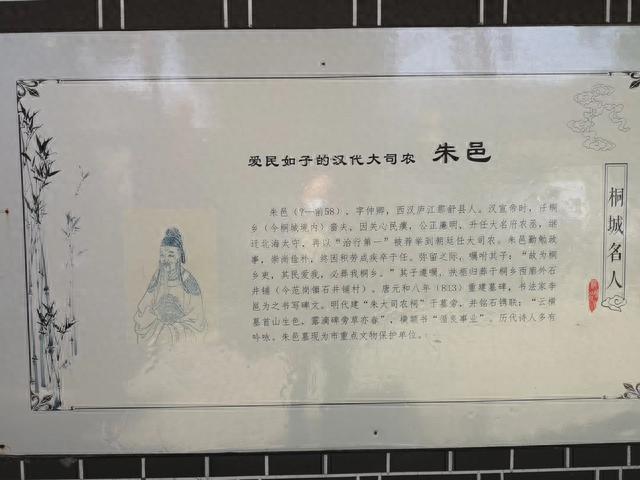 爱民如子的汉代大司农 朱邑
朱邑（？—前58），字仲卿，西汉庐江郡舒县人。汉宣帝时，任桐
乡（今桐城境内）啬夫，因关心民瘼，公正廉明，升任大名府农丞，继
迁北海太守，再以“治行第一”被荐举到朝廷任大司农。朱邑勤勉故
事，崇尚俭朴，终因积劳成疾卒于任。弥留之际，嘱咐其子：“故为桐
乡吏，其民爱我，必葬我桐乡。”其子遵嘱，扶榇归葬于桐乡西廓外石
井铺（今范岗镇石井铺村）。唐元和八年（813）重建墓碑，书法家李
邕为之书写碑文。明代建“朱大司农祠”于墓旁，并铭石镌联：“云横
墓首山生色，露滴碑旁草亦春”，横额书“循良事业”。历代诗人多有
吟咏。朱邑墓现为市重点文物保护单位。
桐城名人